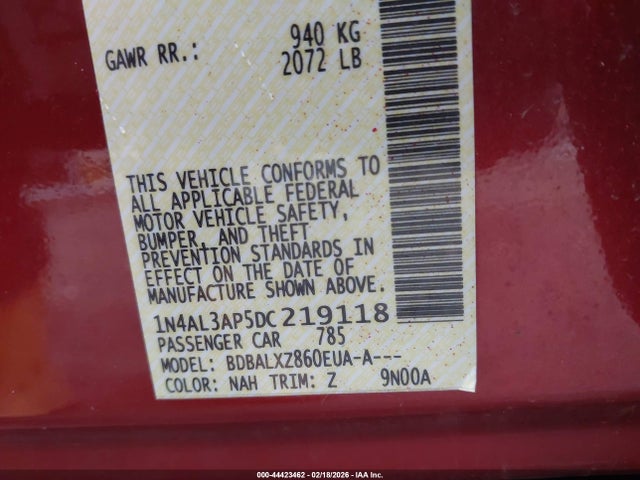 GAWR RR.: 940 KG
2072 LB
THIS VEHICLE CONFORMS TO
ALL APPLICABLE FEDERAL
MOTOR VEHICLE SAFETY,
BUMPER, AND THEFT
PREVENTION STANDARDS IN
EFFECT ON THE DATE OF
MANUFACTURE SHOWN ABOVE.
1N4AL3AP5DC219118
PASSENGER CAR 785
MODEL: BDBALXZ860EUA-A---
COLOR: NAH TRIM: Z 9N00A
000-44423462 - 02/18/2026 - IAA Inc.